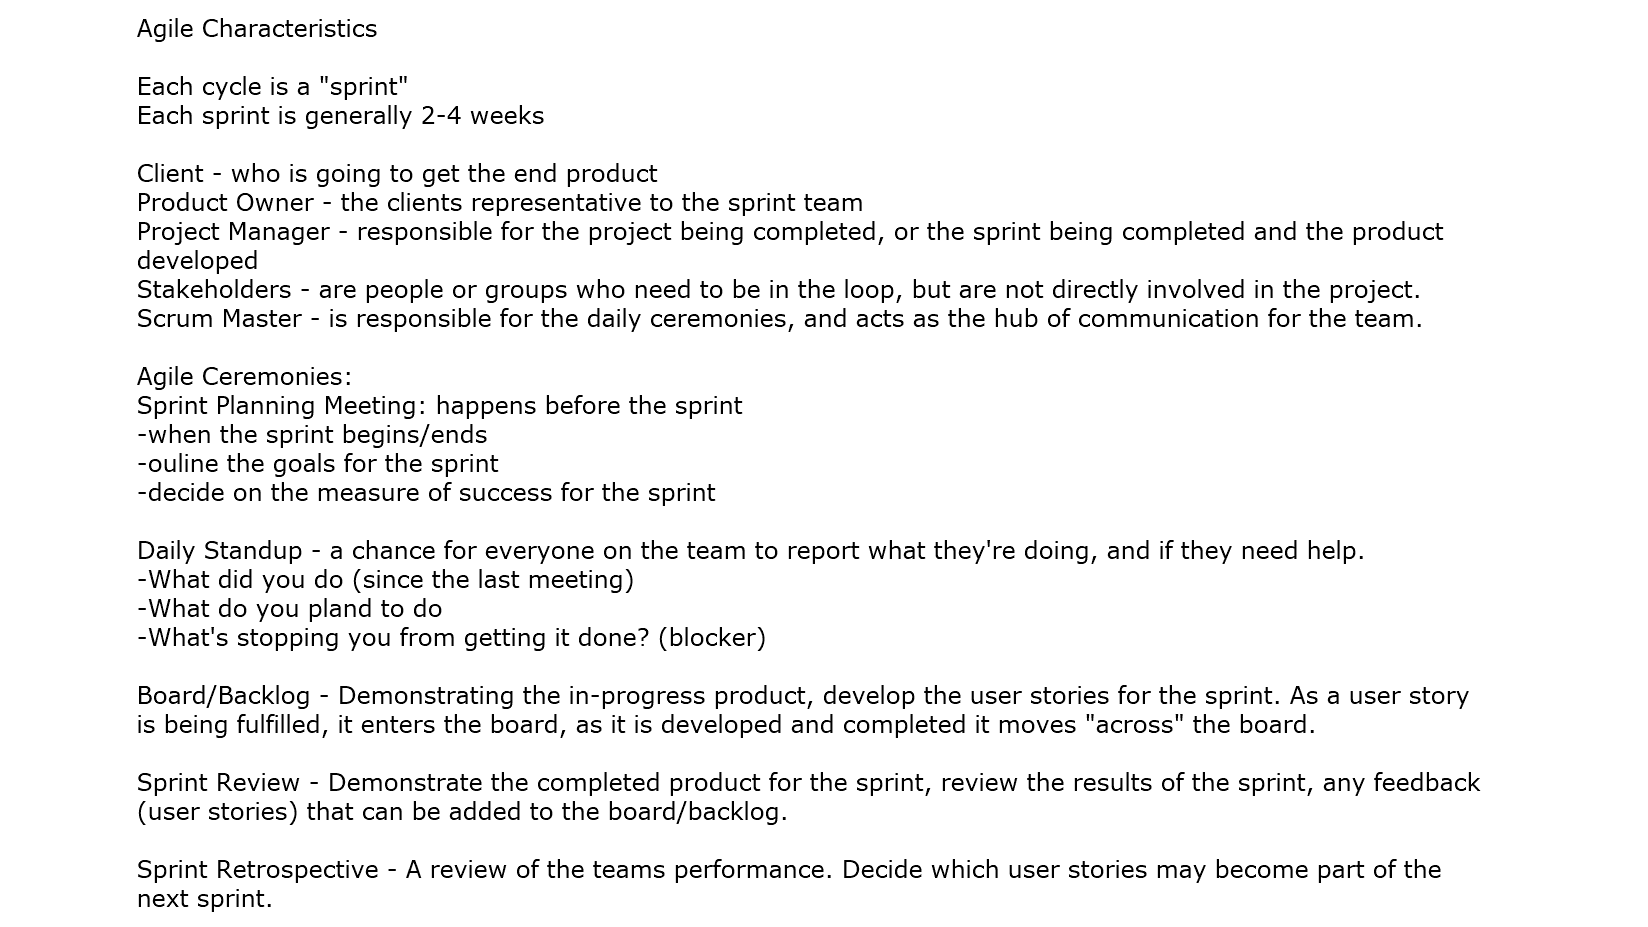 Agile Characteristics
Each cycle is a "sprint"
Each sprint is generally 2-4 weeks
Client - who is going to get the end product
Product Owner - the clients representative to the sprint team
Project Manager - responsible for the project being completed, or the sprint being completed and the product
developed
Stakeholders - are people or groups who need to be in the loop, but are not directly involved in the project.
Scrum Master - is responsible for the daily ceremonies, and acts as the hub of communication for the team.
Agile Ceremonies:
Sprint Planning Meeting: happens before the sprint
-when the sprint begins/ends
-ouline the goals for the sprint
-decide on the measure of success for the sprint
Daily Standup - a chance for everyone on the team to report what they're doing, and if they need help.
-What did you do (since the last meeting)
-What do you pland to do
-What's stopping you from getting it done? (blocker)
Board/Backlog - Demonstrating the in-progress product, develop the user stories for the sprint. As a user story
is being fulfilled, it enters the board, as it is developed and completed it moves "across" the board.
Sprint Review - Demonstrate the completed product for the sprint, review the results of the sprint, any feedback
(user stories) that can be added to the board/backlog.
Sprint Retrospective - A review of the teams performance. Decide which user stories may become part of the
next sprint.